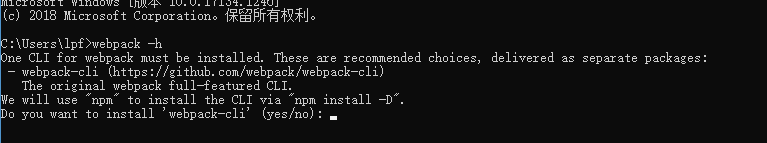 Microsoft Windows [版本 10.0.17134.1246]
(c) 2018 Microsoft Corporation。保留所有权利。
C:\Users\lpf>webpack -h
One CLI for webpack must be installed. These are recommended choices, delivered as separate packages:
- webpack-cli (https://github.com/webpack/webpack-cli)
The original webpack full-featured CLI.
We will use "npm" to install the CLI via "npm install -D".
Do you want to install 'webpack-cli' (yes/no):